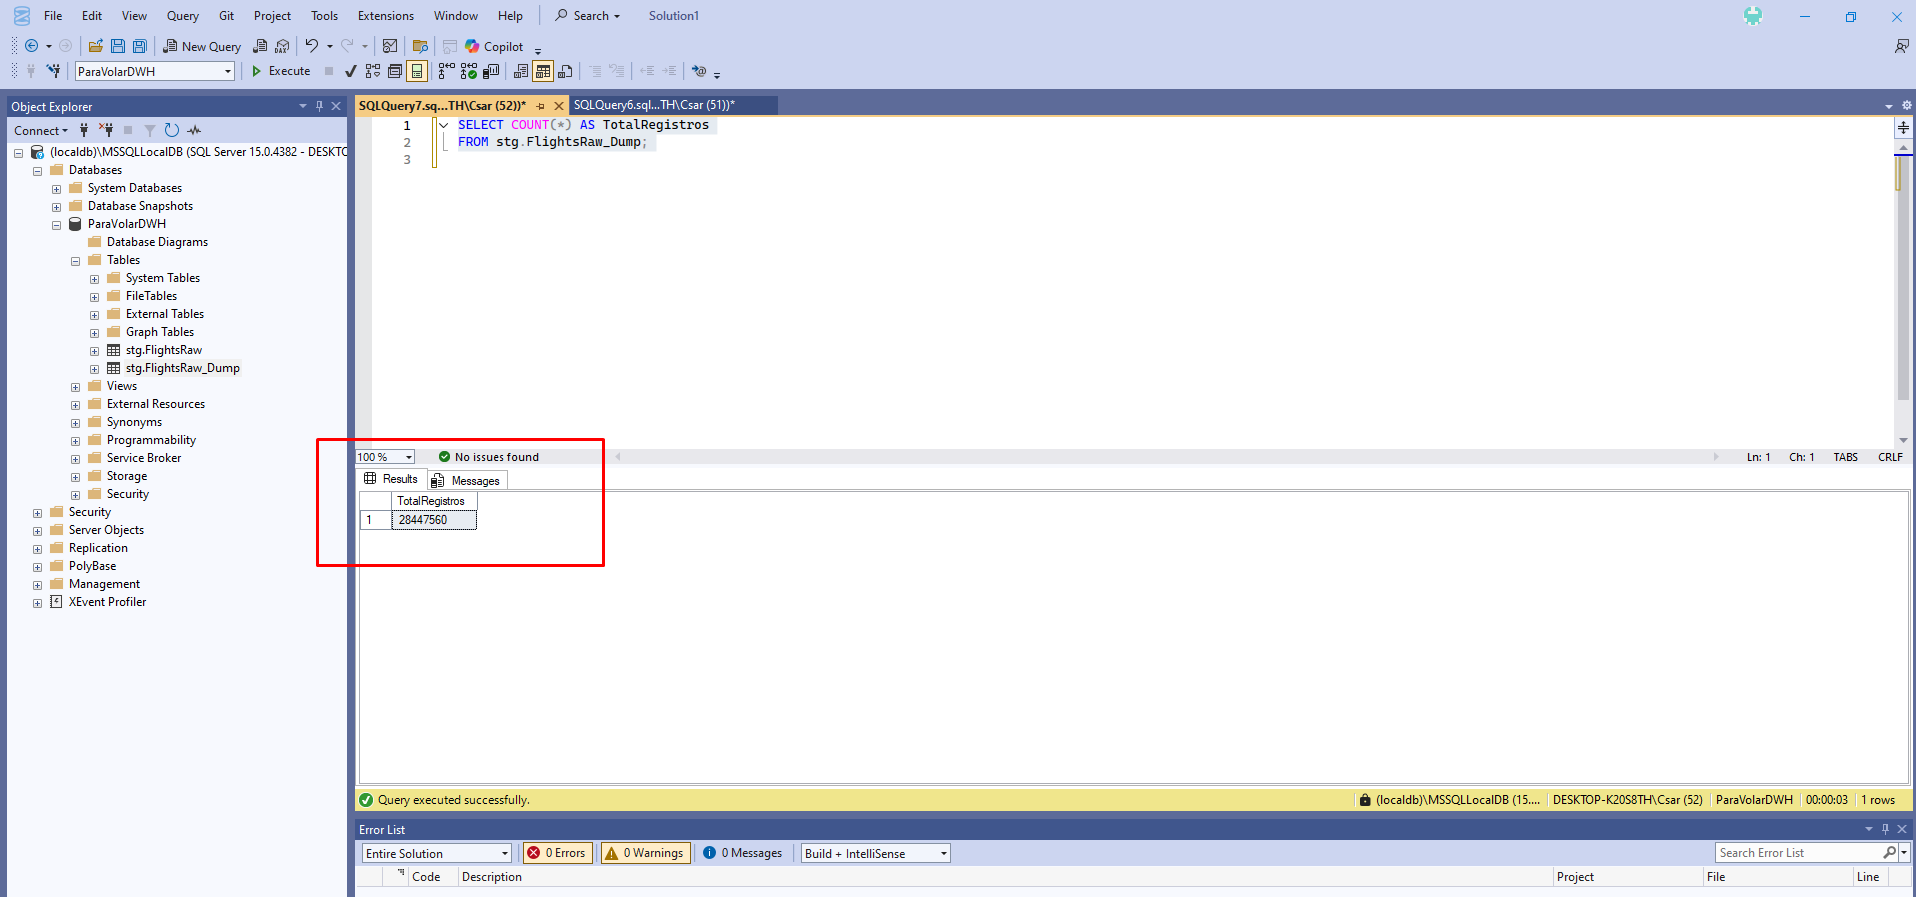 File Edit View Query Git Project Tools Extensions Window Help Search Solution1
New Query DAX Copilot
ParaVolarDWH Execute
Object Explorer
Connect
(localdb)\MSSQLLocalDB (SQL Server 15.0.4382 - DESKTO
Databases
System Databases
Database Snapshots
ParaVolarDWH
Database Diagrams
Tables
System Tables
FileTables
External Tables
Graph Tables
stg.FlightsRaw
stg.FlightsRaw_Dump
Views
External Resources
Synonyms
Programmability
Service Broker
Storage
Security
Security
Server Objects
Replication
PolyBase
Management
XEvent Profiler
SQLQuery7.sq...TH\Csar (52))* SQLQuery6.sql...TH\Csar (51))*
1 SELECT COUNT(*) AS TotalRegistros
2 FROM stg.FlightsRaw_Dump;
3
100 % No issues found Ln: 1 Ch: 1 TABS CRLF
Results Messages
TotalRegistros
1 28447560
Query executed successfully. (localdb)\MSSQLLocalDB (15.... DESKTOP-K20S8TH\Csar (52) ParaVolarDWH 00:00:03 1 rows
Error List
Entire Solution 0 Errors 0 Warnings 0 Messages Build + IntelliSense Search Error List
Code Description Project File Line